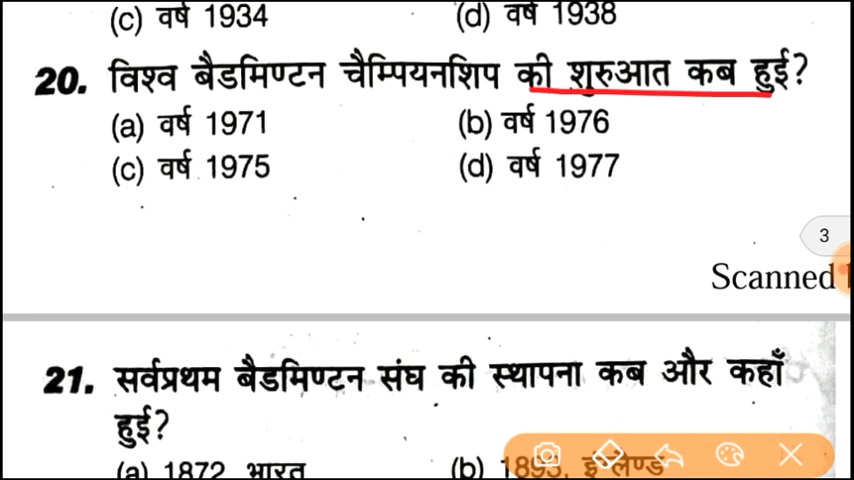 (c) वर्ष 1934 (d) वर्ष 1938
20. विश्व बैडमिण्टन चैम्पियनशिप की शुरुआत कब हुई?
(a) वर्ष 1971 (b) वर्ष 1976
(c) वर्ष 1975 (d) वर्ष 1977
3
Scanned
21. सर्वप्रथम बैडमिण्टन संघ की स्थापना कब और कहाँ
हुई?
(a) 1872, भारत (b) 1893, इंग्लैण्ड